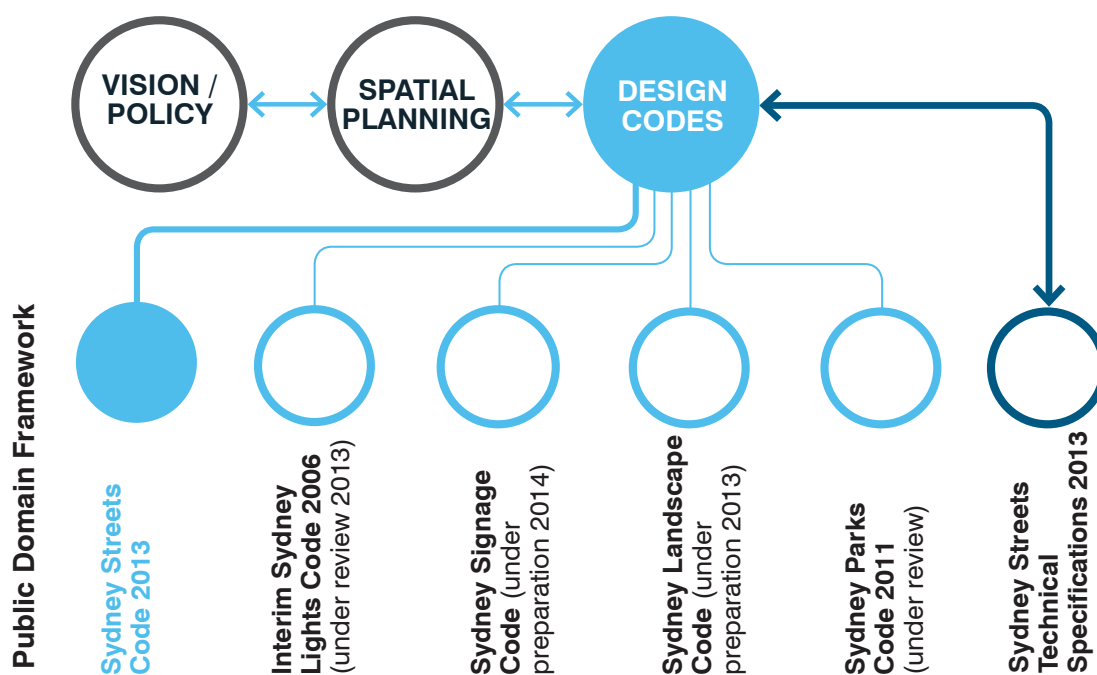 VISION /
POLICY
SPATIAL
PLANNING
DESIGN
CODES
Public Domain Framework
Sydney Streets
Code 2013
Interim Sydney
Lights Code 2006
(under review 2013)
Sydney Signage
Code (under
preparation 2014)
Sydney Landscape
Code (under
preparation 2013)
Sydney Parks
Code 2011
(under review)
Sydney Streets
Technical
Specifications 2013